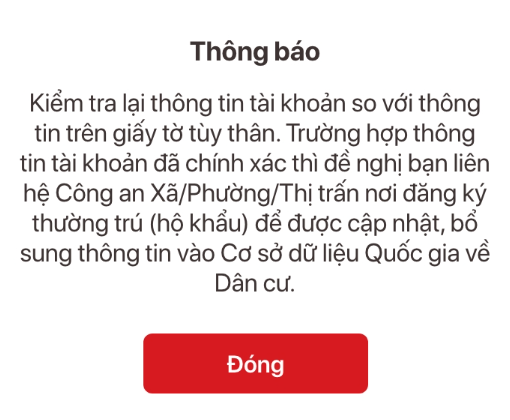 Thông báo
Kiểm tra lại thông tin tài khoản so với thông
tin trên giấy tờ tùy thân. Trường hợp thông
tin tài khoản đã chính xác thì đề nghị bạn liên
hệ Công an Xã/Phường/Thị trấn nơi đăng ký
thường trú (hộ khẩu) để được cập nhật, bổ
sung thông tin vào Cơ sở dữ liệu Quốc gia về
Dân cư.
Đóng